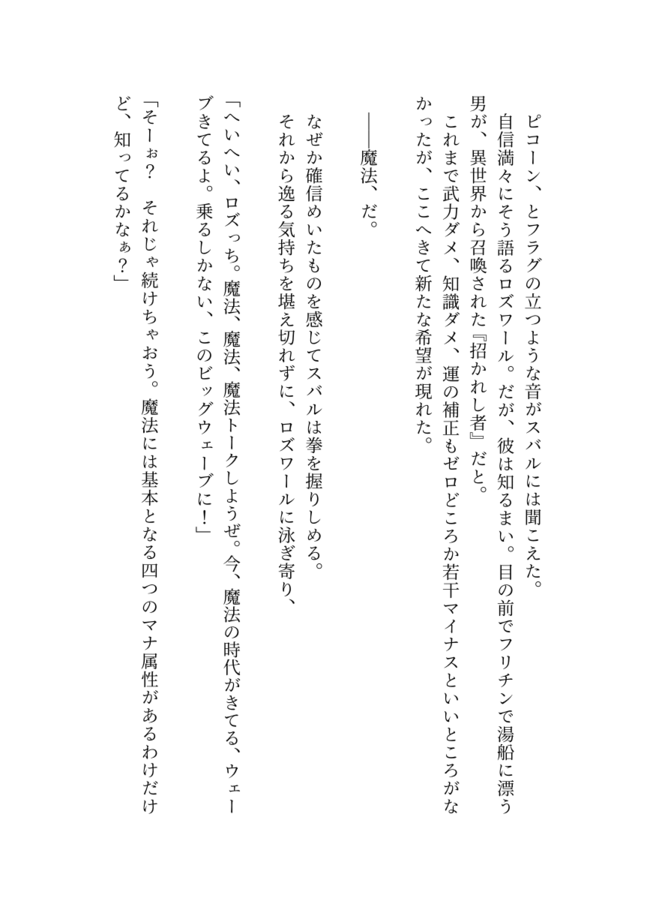 ピコーン、とフラグの立つような音がスバルには聞こえた。
自信満々にそう語るロズワール。だが、彼は知るまい。目の前でフリチンで湯船に漂う
男が、異世界から召喚された『招かれし者』だと。
これまで武力ダメ、知識ダメ、運の補正もゼロどころか若干マイナスといいところがな
かったが、ここへきて新たな希望が現れた。
――魔法、だ。
なぜか確信めいたものを感じてスバルは拳を握りしめる。
それから逸る気持ちを堪え切れずに、ロズワールに泳ぎ寄り、
「へいへい、ロズっち。魔法、魔法、魔法トークしようぜ。今、魔法の時代がきてる、ウェー
ブきてるよ。乗るしかない、このビッグウェーブに！」
「そーぉ？　それじゃ続けちゃおう。魔法には基本となる四つのマナ属性があるわけだけ
ど、知ってるかなぁ？」